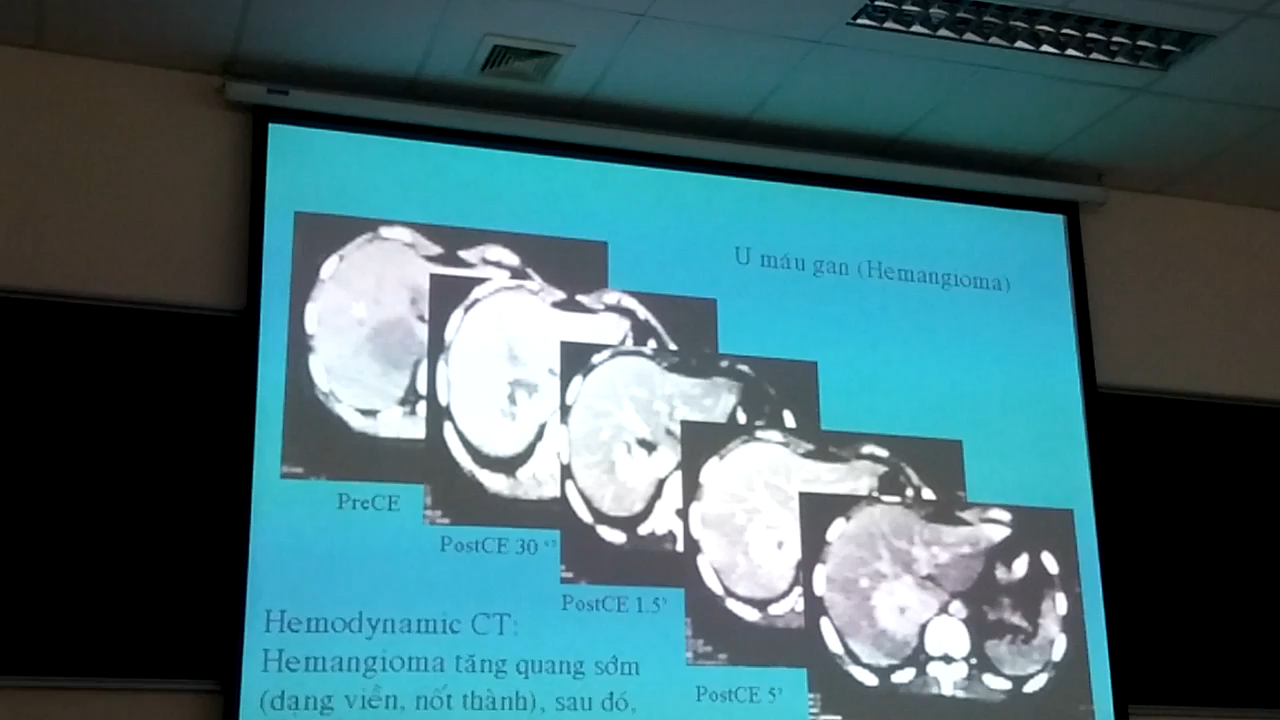 U máu gan (Hemangioma)
PreCE
PostCE 30
PostCE 1.5'
PostCE 5'
Hemodynamic CT:
Hemangioma tăng quang sớm
(dạng viền, nốt thành), sau đó,